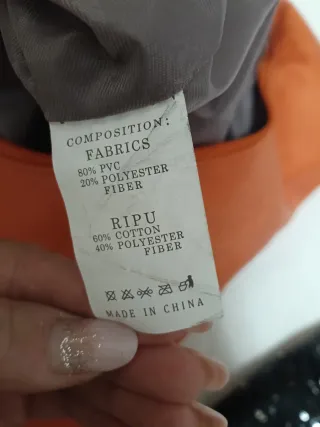 COMPOSITION:
FABRICS
80% PVC
20% POLYESTER
FIBER
RIPU
60% COTTON
40% POLYESTER
FIBER
MADE IN CHINA